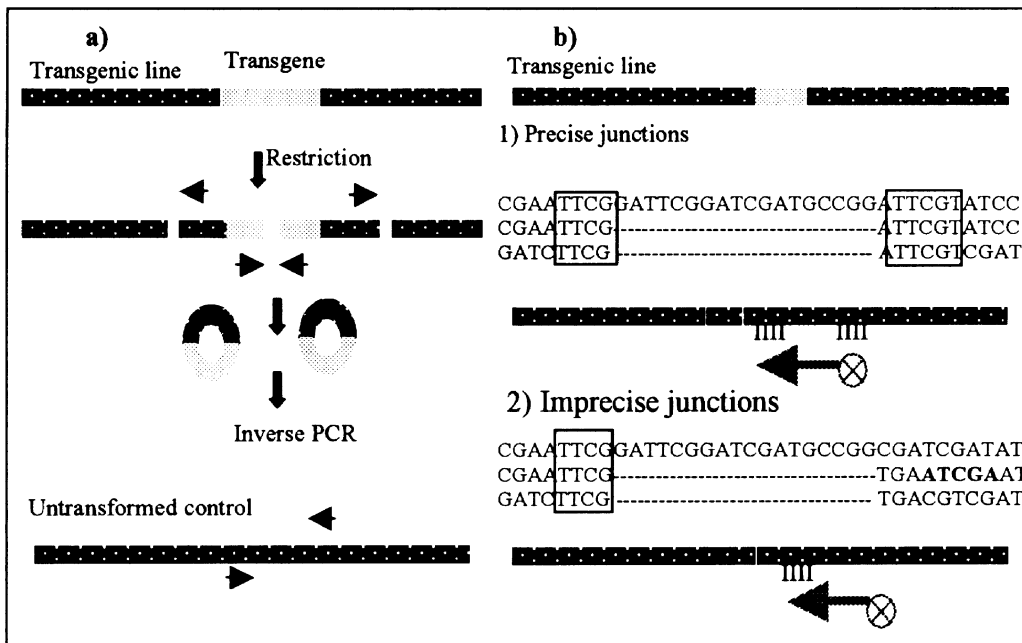 a)
Transgenic line
Transgene
Restriction
Inverse PCR
Untransformed control
b)
Transgenic line
1) Precise junctions
CGAATTCGGATTCGGATCGATGCCGGATTCGTATCC
CGAATTCG----------------------------ATTCGTATCC
GATCTTCG----------------------------ATTCGTCGAT
2) Imprecise junctions
CGAATTCGGATTCGGATCGATGCCGGCGATCGATAT
CGAATTCG----------------------------TGAATCGAAT
GATCTTCG----------------------------TGACGTCGAT